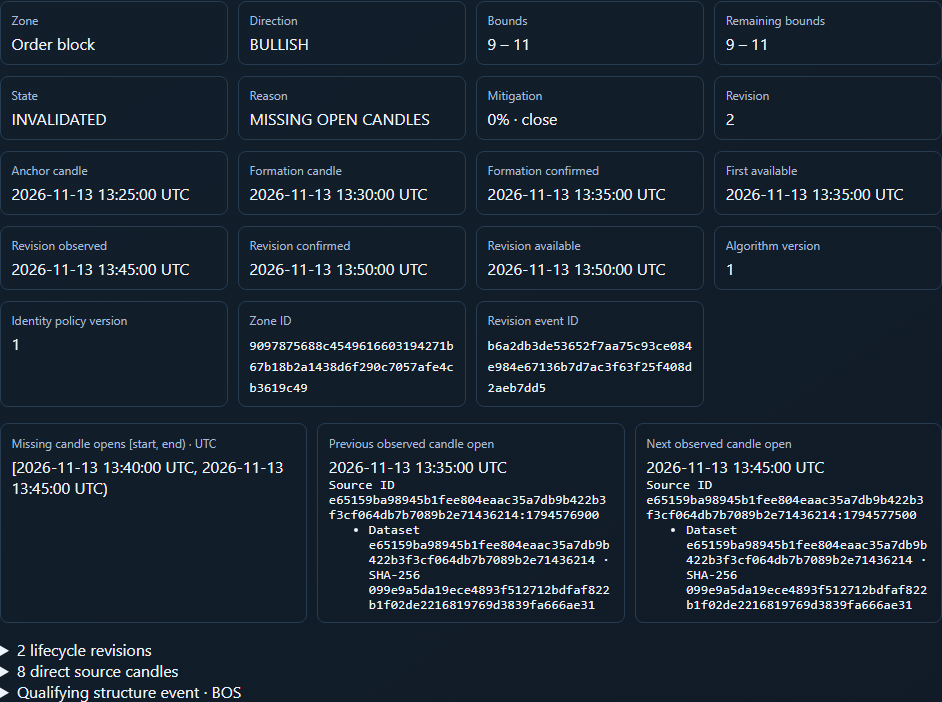 Zone
Order block
Direction
BULLISH
Bounds
9 – 11
Remaining bounds
9 – 11
State
INVALIDATED
Reason
MISSING OPEN CANDLES
Mitigation
0% · close
Revision
2
Anchor candle
2026-11-13 13:25:00 UTC
Formation candle
2026-11-13 13:30:00 UTC
Formation confirmed
2026-11-13 13:35:00 UTC
First available
2026-11-13 13:35:00 UTC
Revision observed
2026-11-13 13:45:00 UTC
Revision confirmed
2026-11-13 13:50:00 UTC
Revision available
2026-11-13 13:50:00 UTC
Algorithm version
1
Identity policy version
1
Zone ID
9097875688c4549616603194271b
67b18b2a1438d6f290c7057afe4c
b3619c49
Revision event ID
b6a2db3de53652f7aa75c93ce084
e984e67136b7d7ac3f63f25f408d
2aeb7dd5
Missing candle opens [start, end) · UTC
[2026-11-13 13:40:00 UTC, 2026-11-13
13:45:00 UTC)
Previous observed candle open
2026-11-13 13:35:00 UTC
Source ID
e65159ba98945b1fee804eaac35a7db9b422b3
f3cf064db7b7089b2e71436214:1794576900
• Dataset
e65159ba98945b1fee804eaac35a7db9b
422b3f3cf064db7b7089b2e71436214 ·
SHA-256
099e9a5da19ece4893f512712bdfaf822
b1f02de2216819769d3839fa666ae31
Next observed candle open
2026-11-13 13:45:00 UTC
Source ID
e65159ba98945b1fee804eaac35a7db9b422b3
f3cf064db7b7089b2e71436214:1794577500
• Dataset
e65159ba98945b1fee804eaac35a7db9b
422b3f3cf064db7b7089b2e71436214 ·
SHA-256
099e9a5da19ece4893f512712bdfaf822
b1f02de2216819769d3839fa666ae31
2 lifecycle revisions
8 direct source candles
Qualifying structure event · BOS